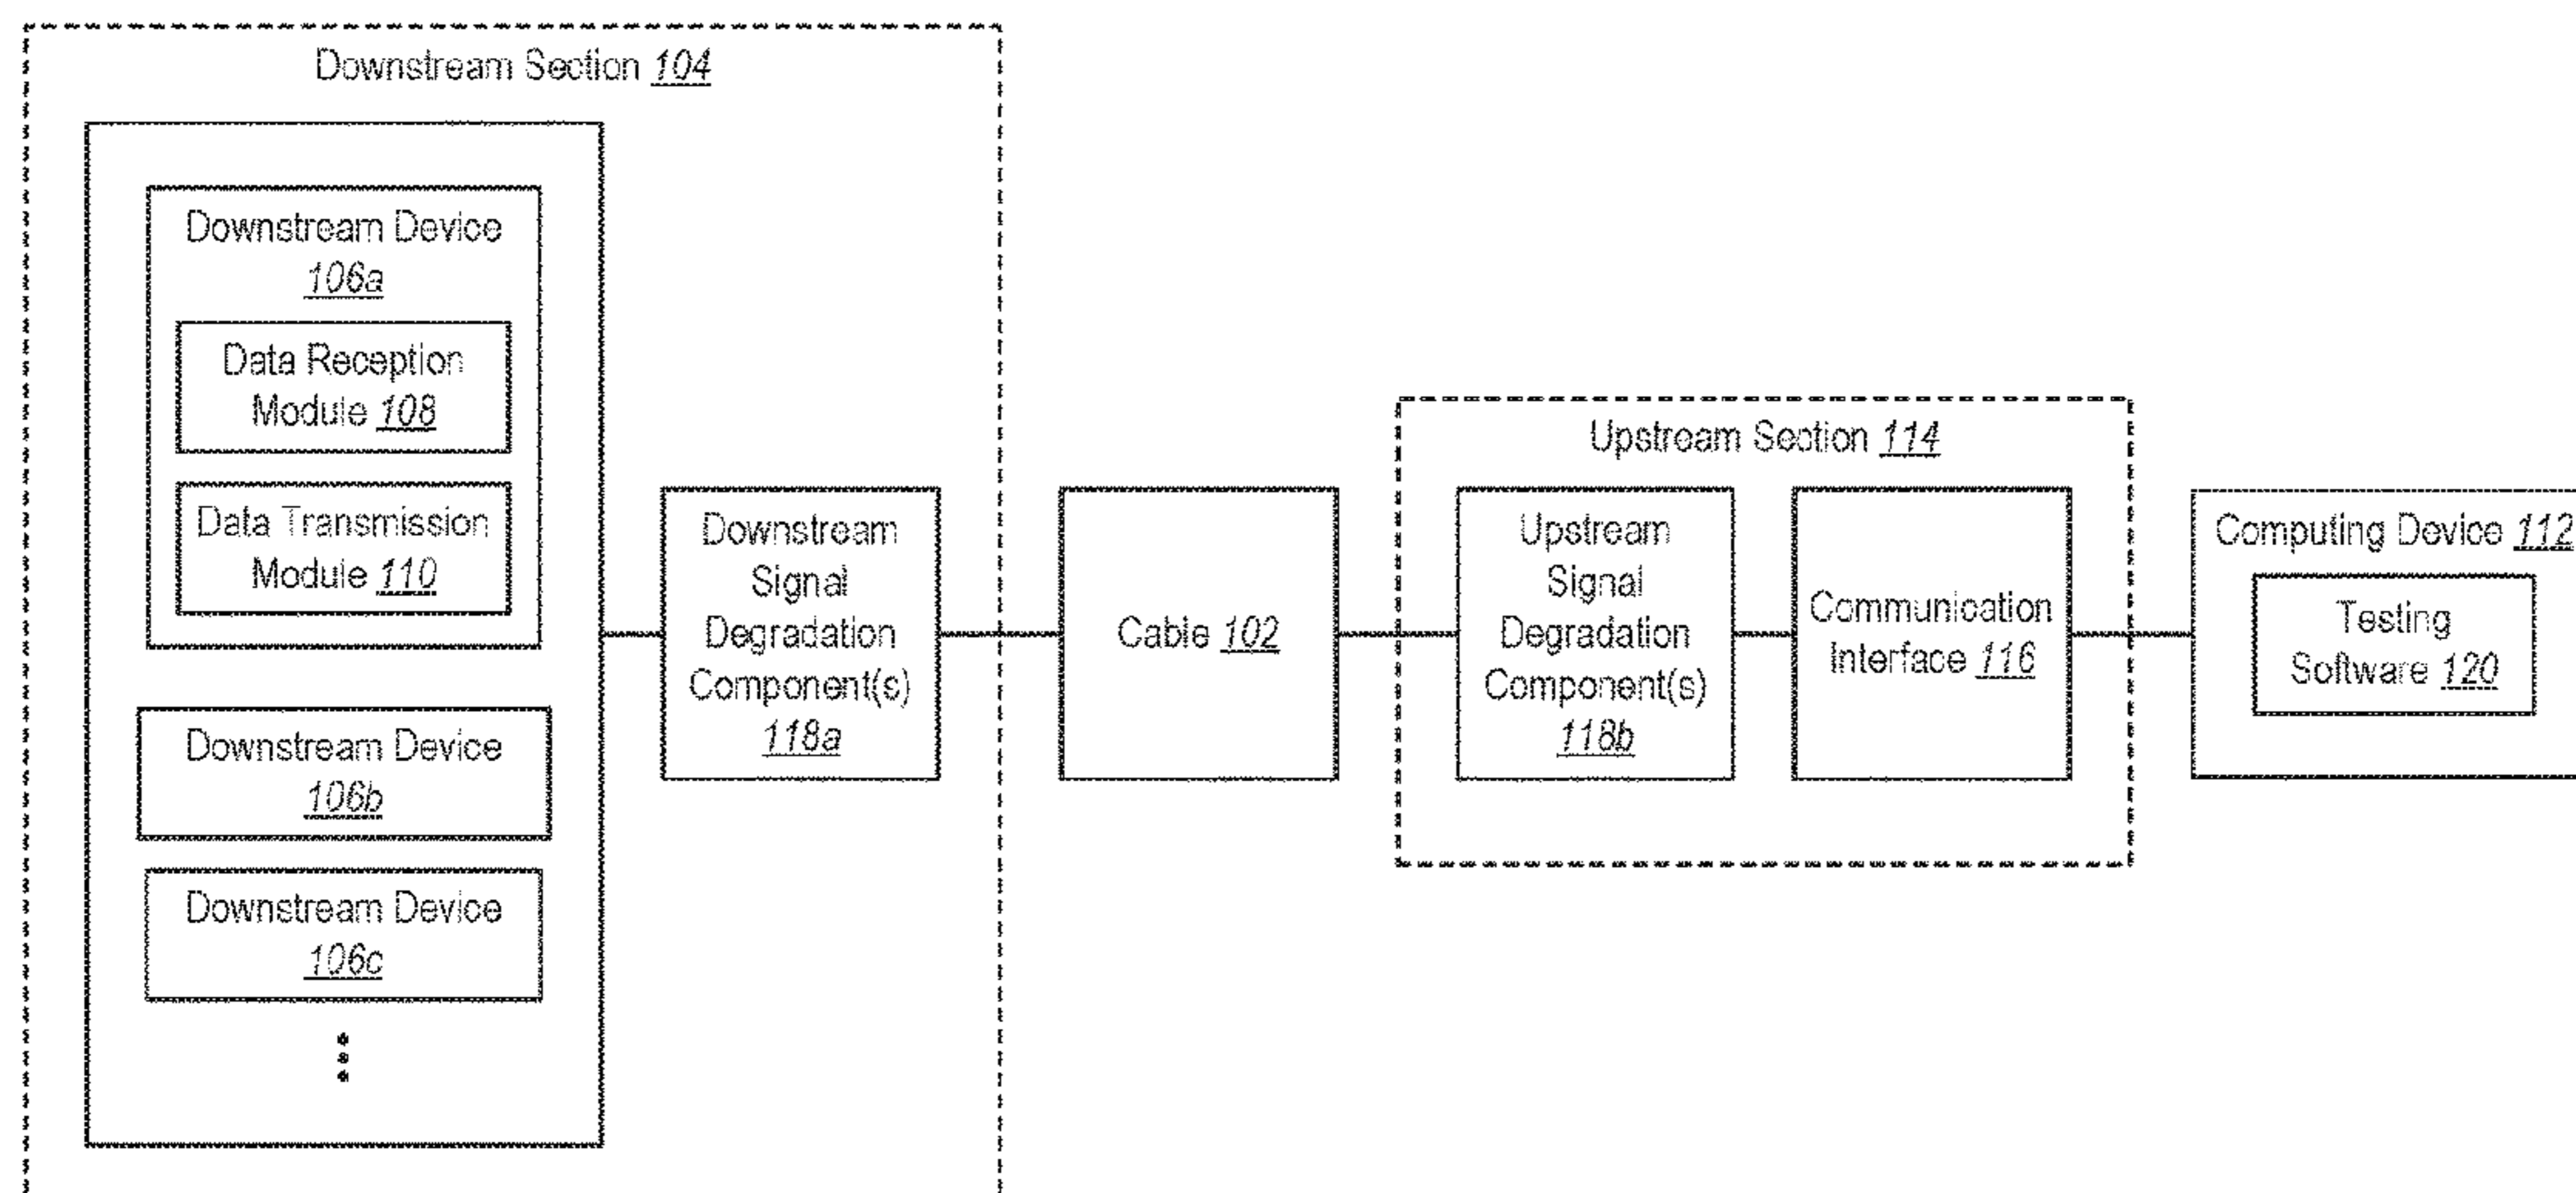 Downstream Section 104
Downstream Device
106a
Data Reception
Module 108
Data Transmission
Module 110
Downstream Device
106b
Downstream Device
106c
Downstream
Signal
Degradation
Component(s)
118a
Cable 102
Upstream Section 114
Upstream
Signal
Degradation
Component(s)
118b
Communication
Interface 116
Computing Device 112
Testing
Software 120